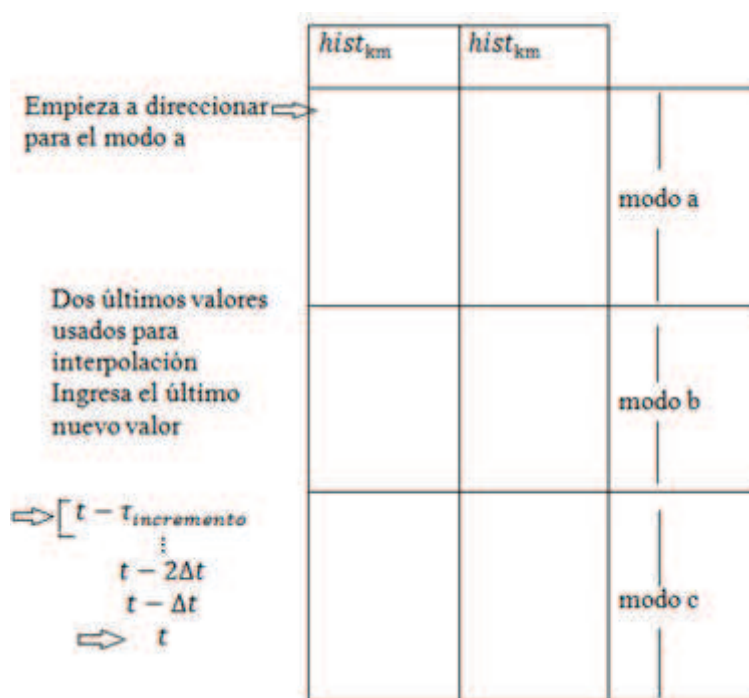 hist_km hist_km
Empieza a direccionar
para el modo a
modo a
Dos últimos valores
usados para
interpolación
Ingresa el último
nuevo valor
modo b
t − τ_incremento
⋮
t − 2Δt
t − Δt
t
modo c